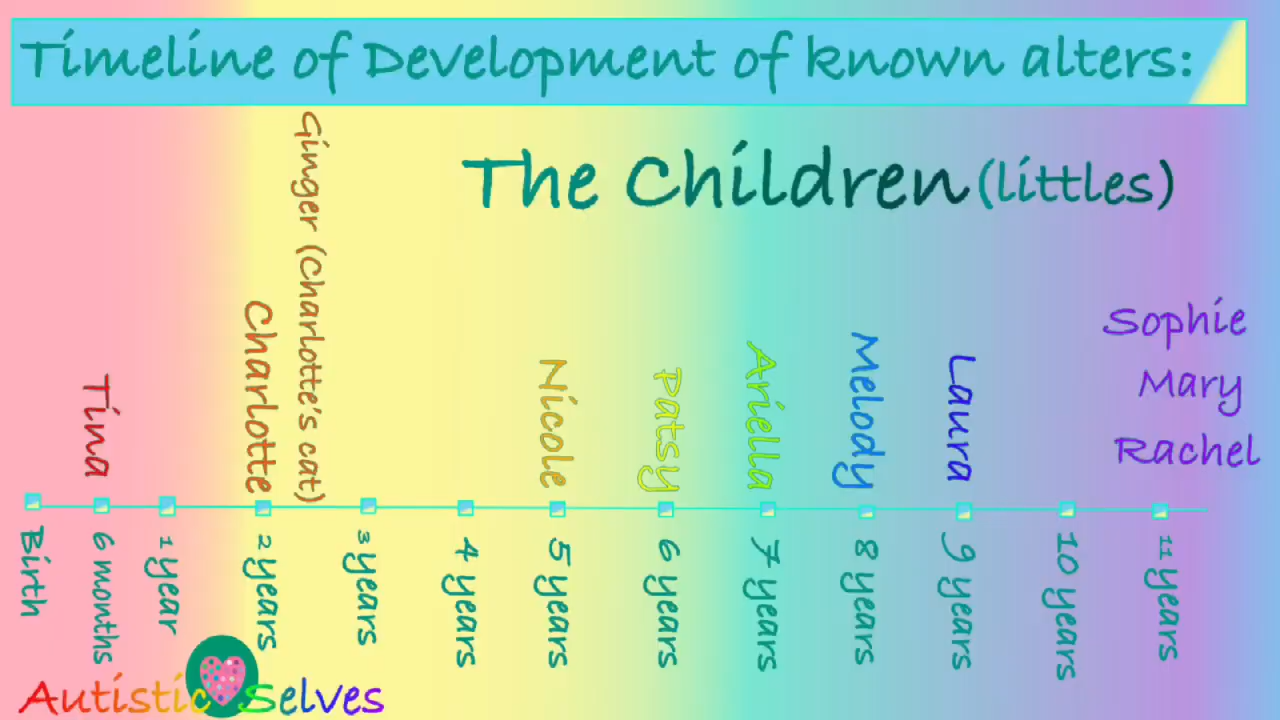 Timeline of Development of known alters:
The Children (littles)
Tina
Charlotte
Ginger (Charlotte's cat)
Nicole
Patsy
Ariella
Melody
Laura
Sophie
Mary
Rachel
Birth
6 months
1 year
2 years
3 years
4 years
5 years
6 years
7 years
8 years
9 years
10 years
11 years
Autistic Selves